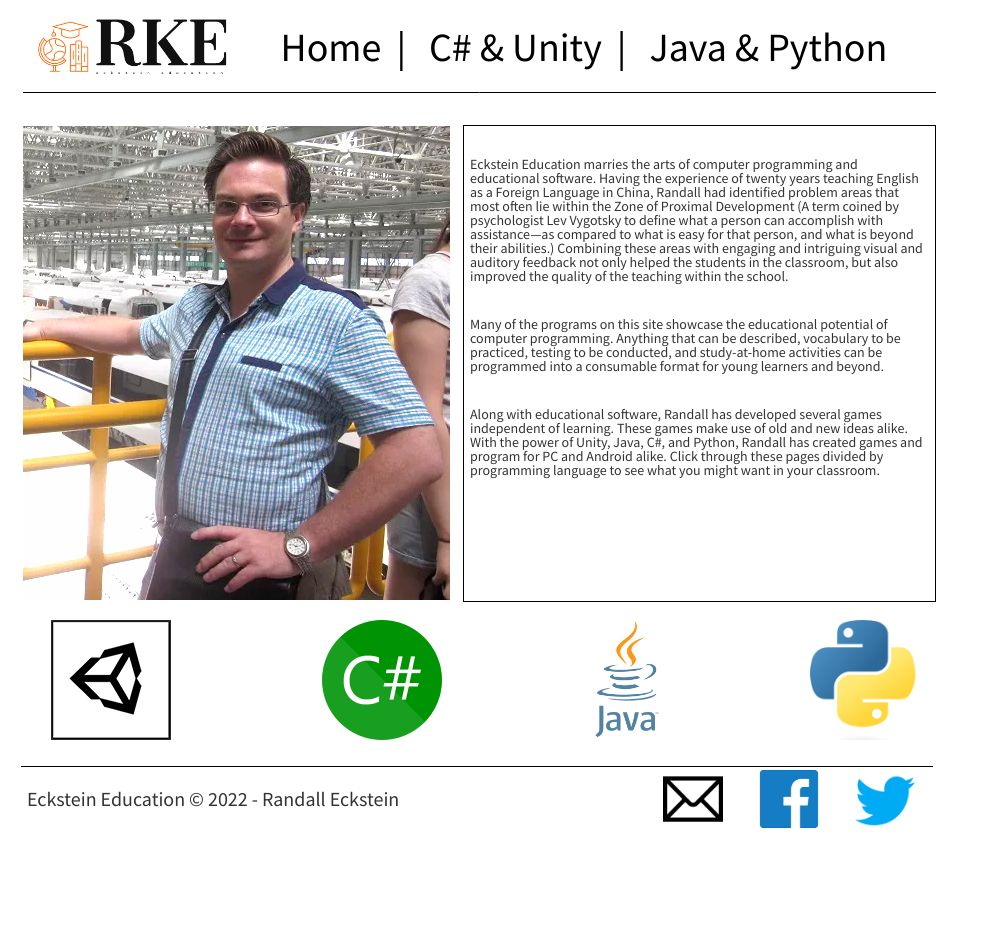 RKE
eckstein education
Home | C# & Unity | Java & Python
Eckstein Education marries the arts of computer programming and
educational software. Having the experience of twenty years teaching English
as a Foreign Language in China, Randall had identified problem areas that
most often lie within the Zone of Proximal Development (A term coined by
psychologist Lev Vygotsky to define what a person can accomplish with
assistance—as compared to what is easy for that person, and what is beyond
their abilities.) Combining these areas with engaging and intriguing visual and
auditory feedback not only helped the students in the classroom, but also
improved the quality of the teaching within the school.
Many of the programs on this site showcase the educational potential of
computer programming. Anything that can be described, vocabulary to be
practiced, testing to be conducted, and study-at-home activities can be
programmed into a consumable format for young learners and beyond.
Along with educational software, Randall has developed several games
independent of learning. These games make use of old and new ideas alike.
With the power of Unity, Java, C#, and Python, Randall has created games and
program for PC and Android alike. Click through these pages divided by
programming language to see what you might want in your classroom.
C#
Java
Eckstein Education © 2022 - Randall Eckstein